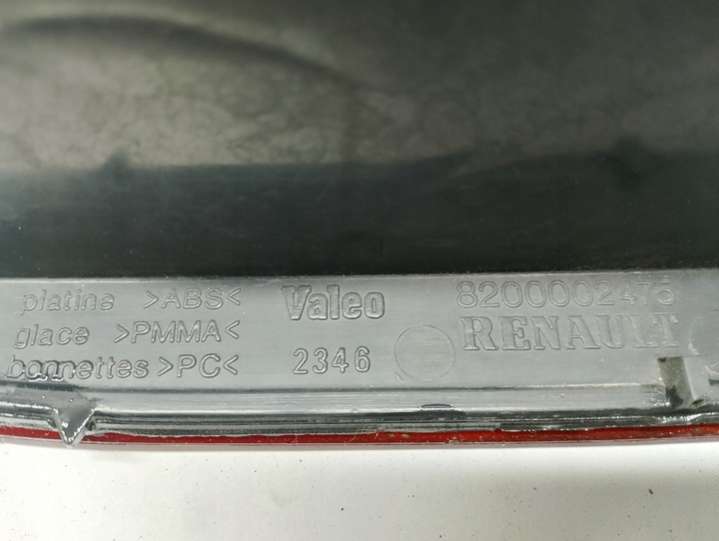 platine >ABS<
glace >PMMA<
bonnettes >PC<
Valeo
2346
8200002475
RENAULT